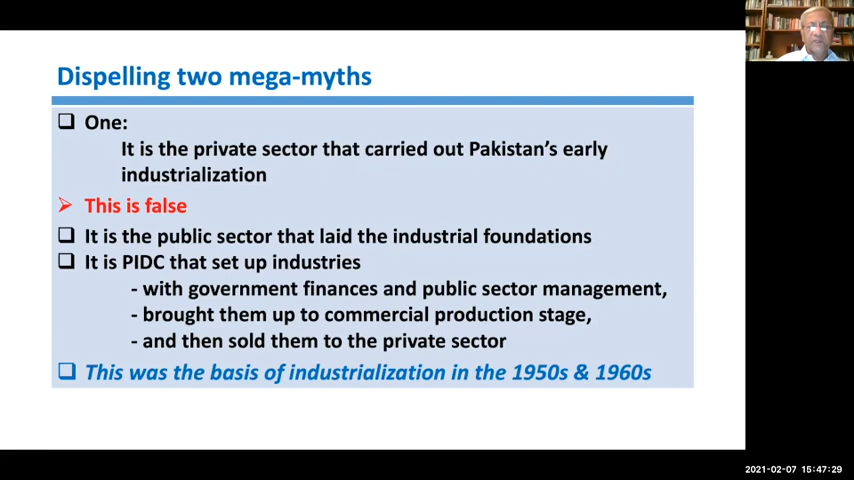 Dispelling two mega-myths
❑ One:
It is the private sector that carried out Pakistan's early
industrialization
➢ This is false
❑ It is the public sector that laid the industrial foundations
❑ It is PIDC that set up industries
- with government finances and public sector management,
- brought them up to commercial production stage,
- and then sold them to the private sector
❑ This was the basis of industrialization in the 1950s & 1960s
2021-02-07 15:47:29